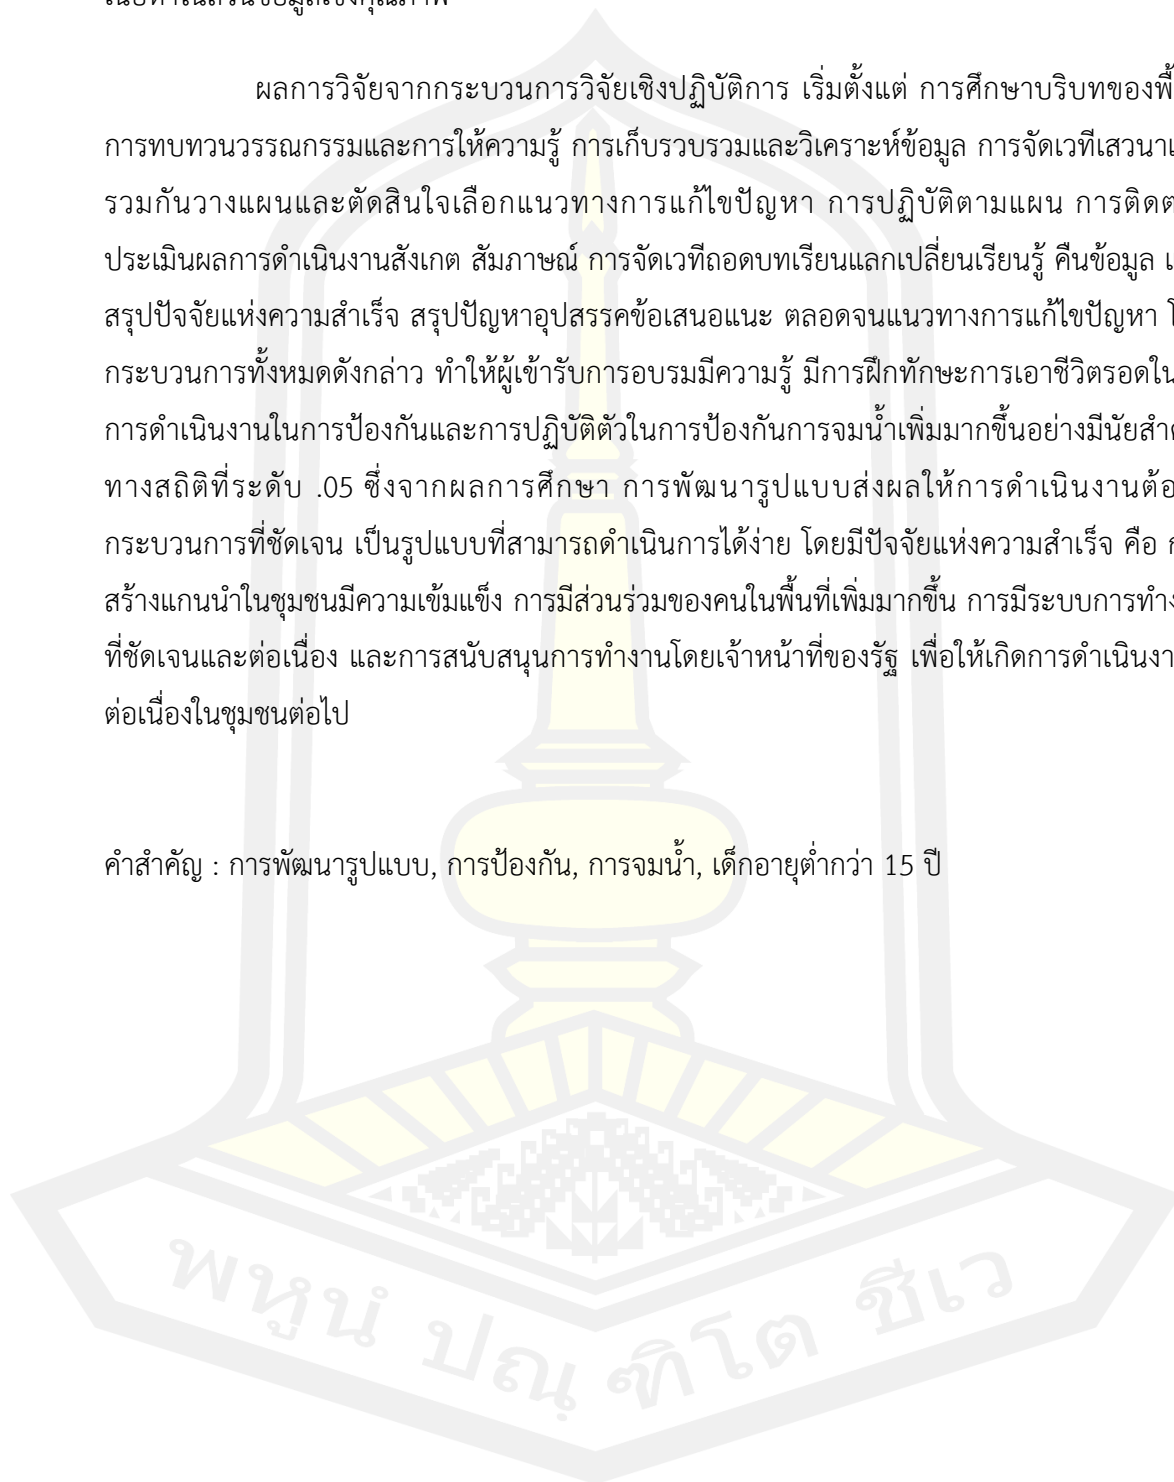 ผลการวิจัยจากกระบวนการวิจัยเชิงปฏิบัติการ เริ่มตั้งแต่ การศึกษาบริบทของพื้
การทบทวนวรรณกรรมและการให้ความรู้ การเก็บรวบรวมและวิเคราะห์ข้อมูล การจัดเวทีเสวนาเ
รวมกันวางแผนและตัดสินใจเลือกแนวทางการแก้ไขปัญหา การปฏิบัติตามแผน การติดต
ประเมินผลการดำเนินงานสังเกต สัมภาษณ์ การจัดเวทีถอดบทเรียนแลกเปลี่ยนเรียนรู้ คืนข้อมูล เ
สรุปปัจจัยแห่งความสำเร็จ สรุปปัญหาอุปสรรคข้อเสนอแนะ ตลอดจนแนวทางการแก้ไขปัญหา โ
กระบวนการทั้งหมดดังกล่าว ทำให้ผู้เข้ารับการอบรมมีความรู้ มีการฝึกทักษะการเอาชีวิตรอดใน
การดำเนินงานในการป้องกันและการปฏิบัติตัวในการป้องกันการจมน้ำเพิ่มมากขึ้นอย่างมีนัยสำค
ทางสถิติที่ระดับ .05 ซึ่งจากผลการศึกษา การพัฒนารูปแบบส่งผลให้การดำเนินงานต้อ
กระบวนการที่ชัดเจน เป็นรูปแบบที่สามารถดำเนินการได้ง่าย โดยมีปัจจัยแห่งความสำเร็จ คือ ก
สร้างแกนนำในชุมชนมีความเข้มแข็ง การมีส่วนร่วมของคนในพื้นที่เพิ่มมากขึ้น การมีระบบการทำง
ที่ชัดเจนและต่อเนื่อง และการสนับสนุนการทำงานโดยเจ้าหน้าที่ของรัฐ เพื่อให้เกิดการดำเนินงา
ต่อเนื่องในชุมชนต่อไป
คำสำคัญ : การพัฒนารูปแบบ, การป้องกัน, การจมน้ำ, เด็กอายุต่ำกว่า 15 ปี
พหูนํ ปณฺฑิโต ชีเว